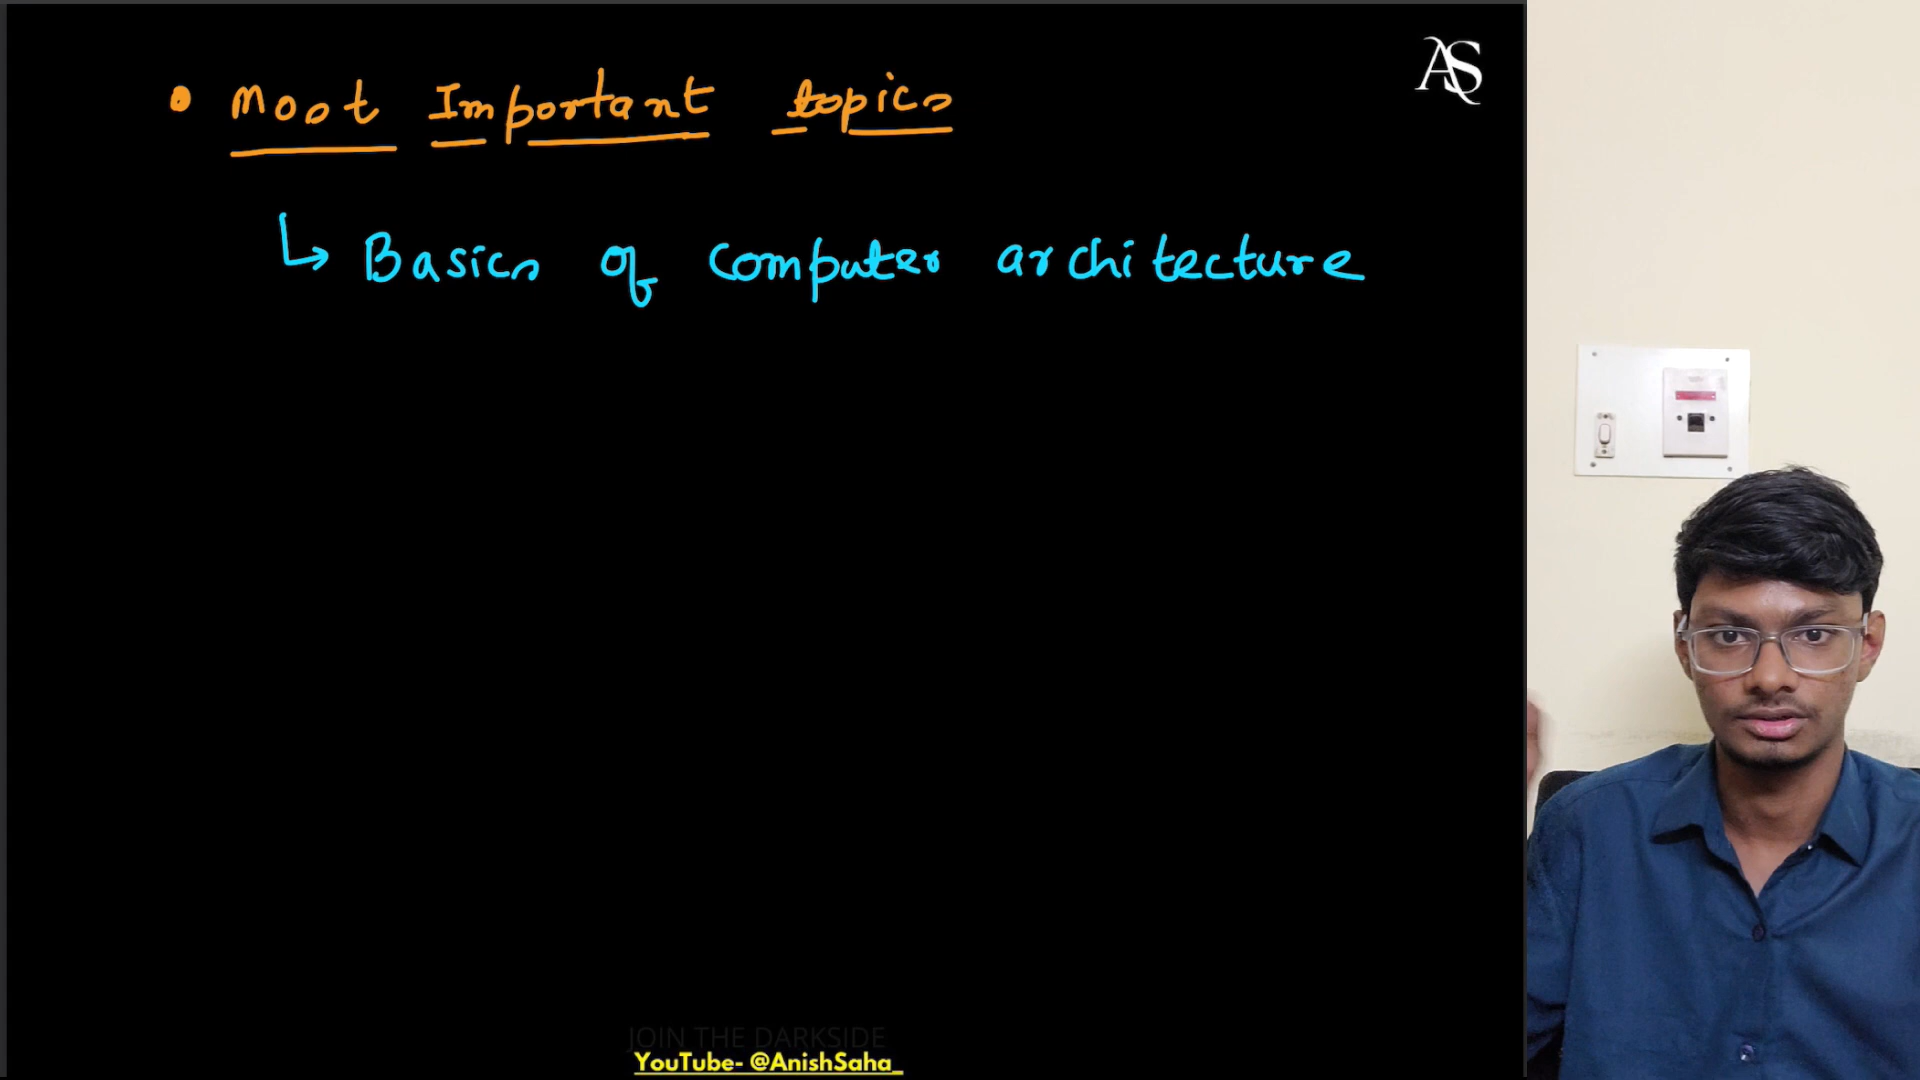 AS
• Most Important topics
↳ Basics of Computer architecture
JOIN THE DARKSIDE
YouTube- @AnishSaha_